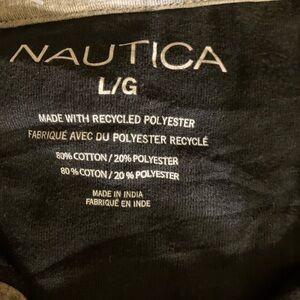 NAUTICA
L/G
MADE WITH RECYCLED POLYESTER
FABRIQUÉ AVEC DU POLYESTER RECYCLÉ
80% COTTON / 20% POLYESTER
80 % COTON / 20 % POLYESTER
MADE IN INDIA
FABRIQUÉ EN INDE